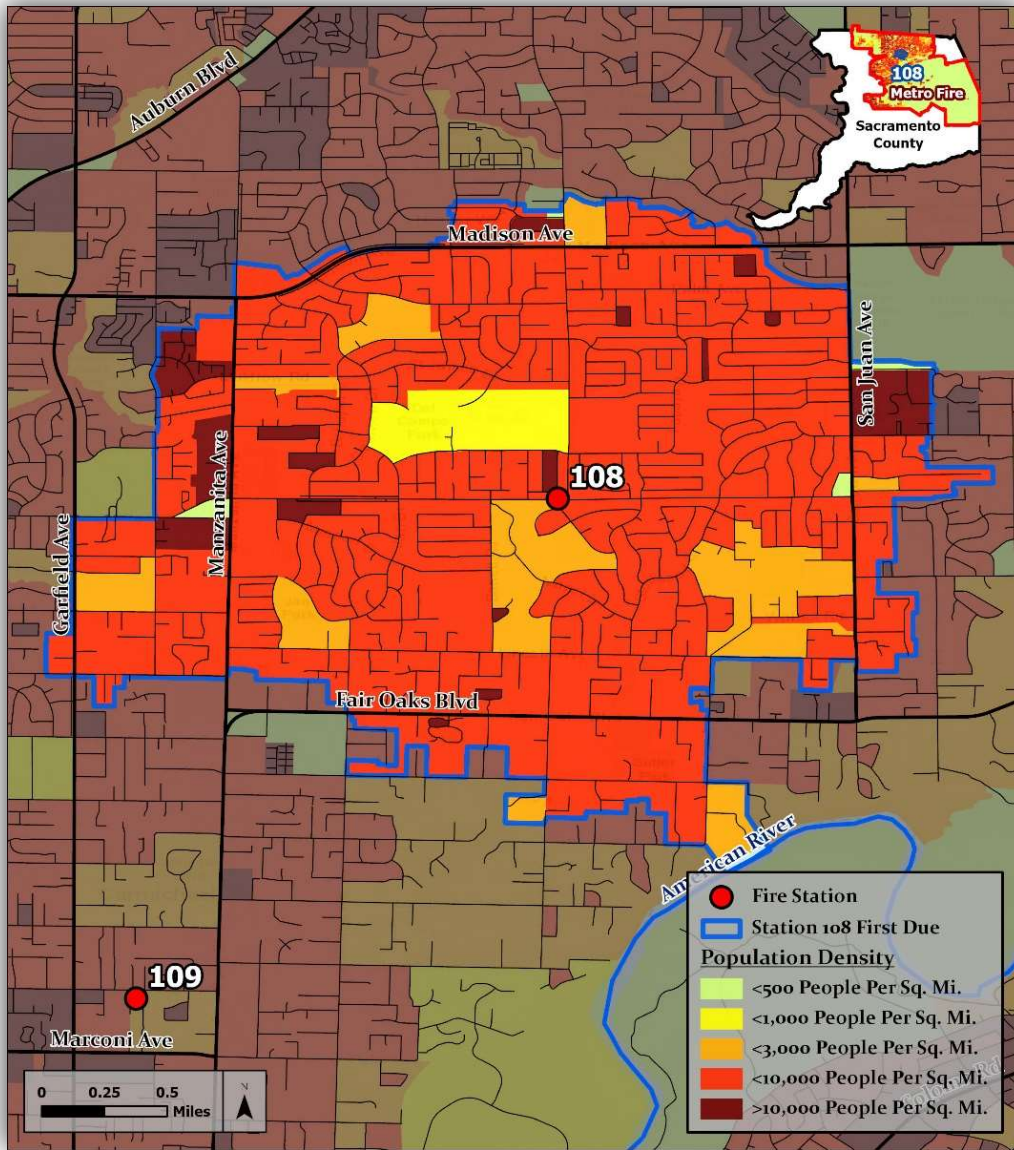 Auburn Blvd
108
Metro Fire
Sacramento
County
Madison Ave
San Juan Ave
Manzanita Ave
108
Garfield Ave
Fair Oaks Blvd
American River
109
Marconi Ave
0 0.25 0.5
Miles
N
Fire Station
Station 108 First Due
Population Density
<500 People Per Sq. Mi.
<1,000 People Per Sq. Mi.
<3,000 People Per Sq. Mi.
<10,000 People Per Sq. Mi.
>10,000 People Per Sq. Mi.